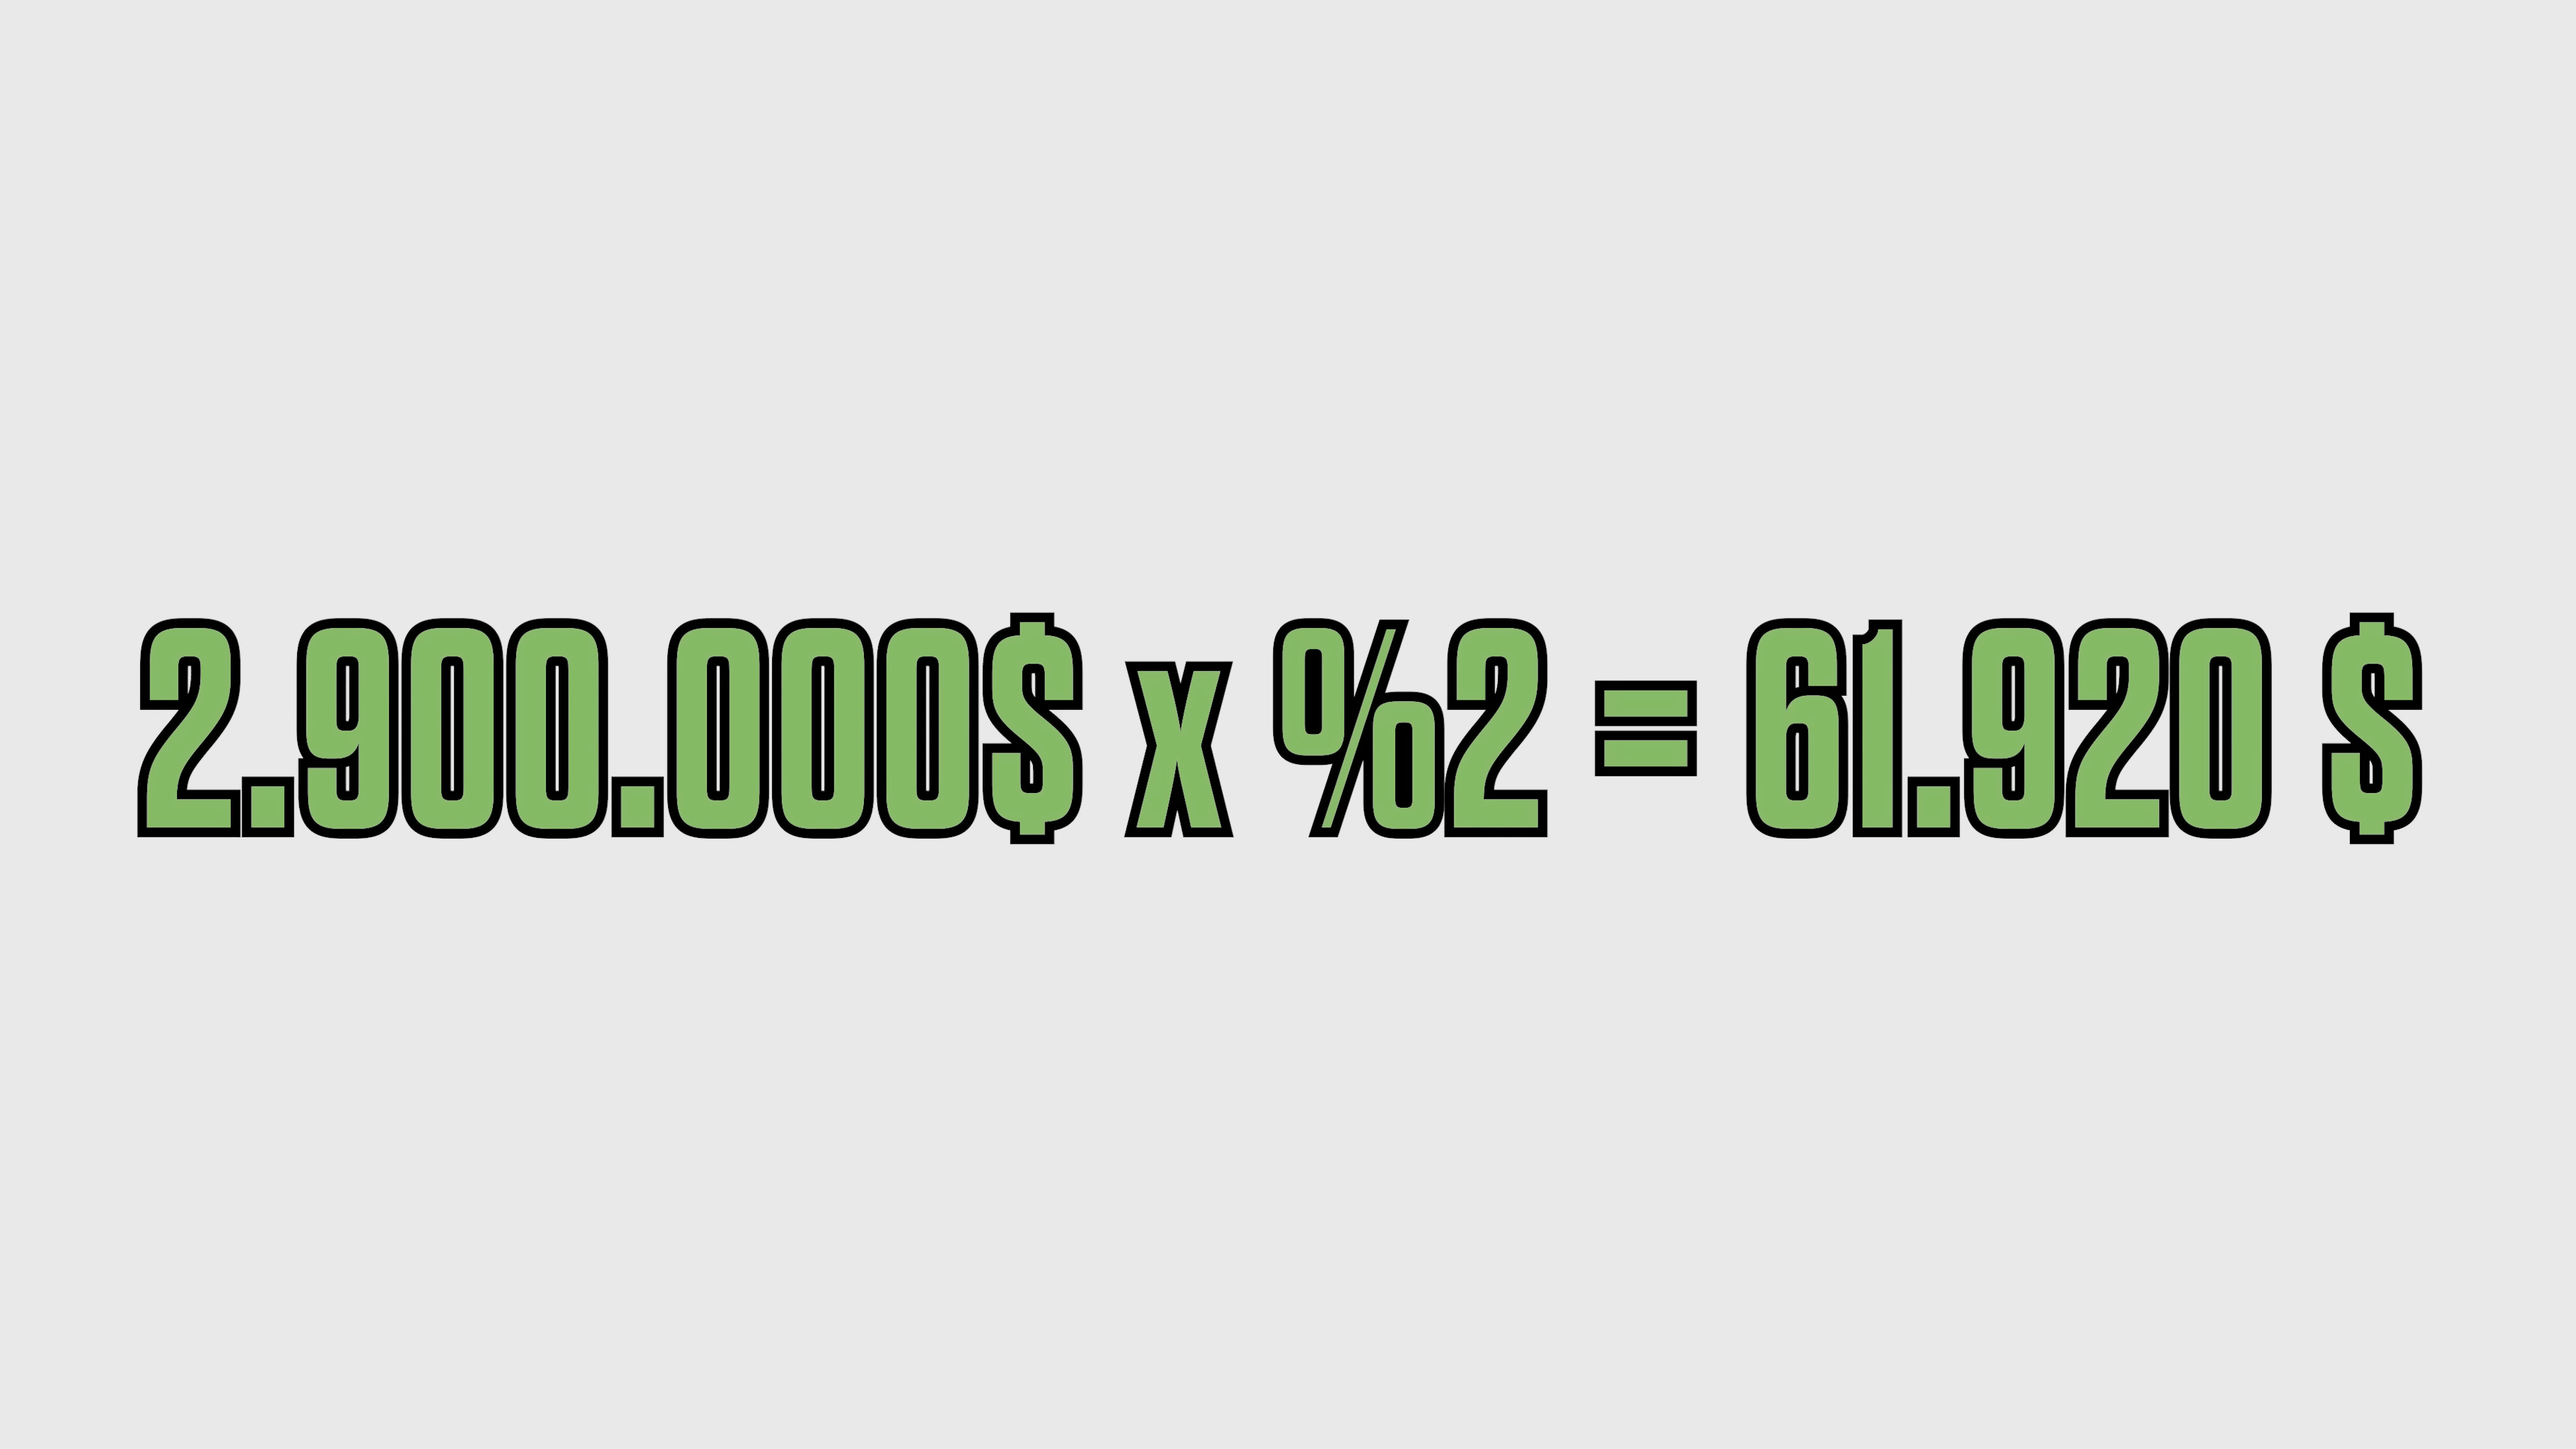 2.900.000$ x %2 = 61.920 $